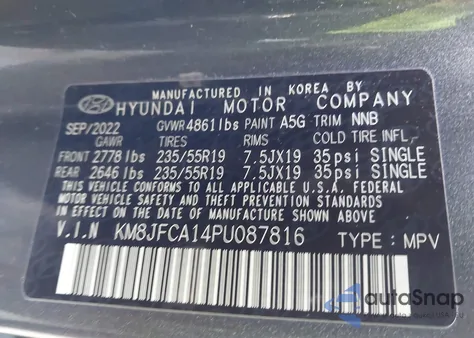 MANUFACTURED IN KOREA BY
HYUNDAI MOTOR COMPANY
SEP/2022 GVWR 4861lbs PAINT A5G TRIM NNB
GAWR TIRES RIMS COLD TIRE INFL.
FRONT 2778 lbs 235/55R19 7.5JX19 35psi SINGLE
REAR 2646 lbs 235/55R19 7.5JX19 35psi SINGLE
THIS VEHICLE CONFORMS TO ALL APPLICABLE U.S.A. FEDERAL
MOTOR VEHICLE SAFETY BUMPER, AND THEFT PREVENTION
STANDARDS IN EFFECT ON THE DATE OF MANUFACTURE SHOWN ABOVE.
V.I.N KM8JFCA14PU087816 TYPE : MPV
autoSnap